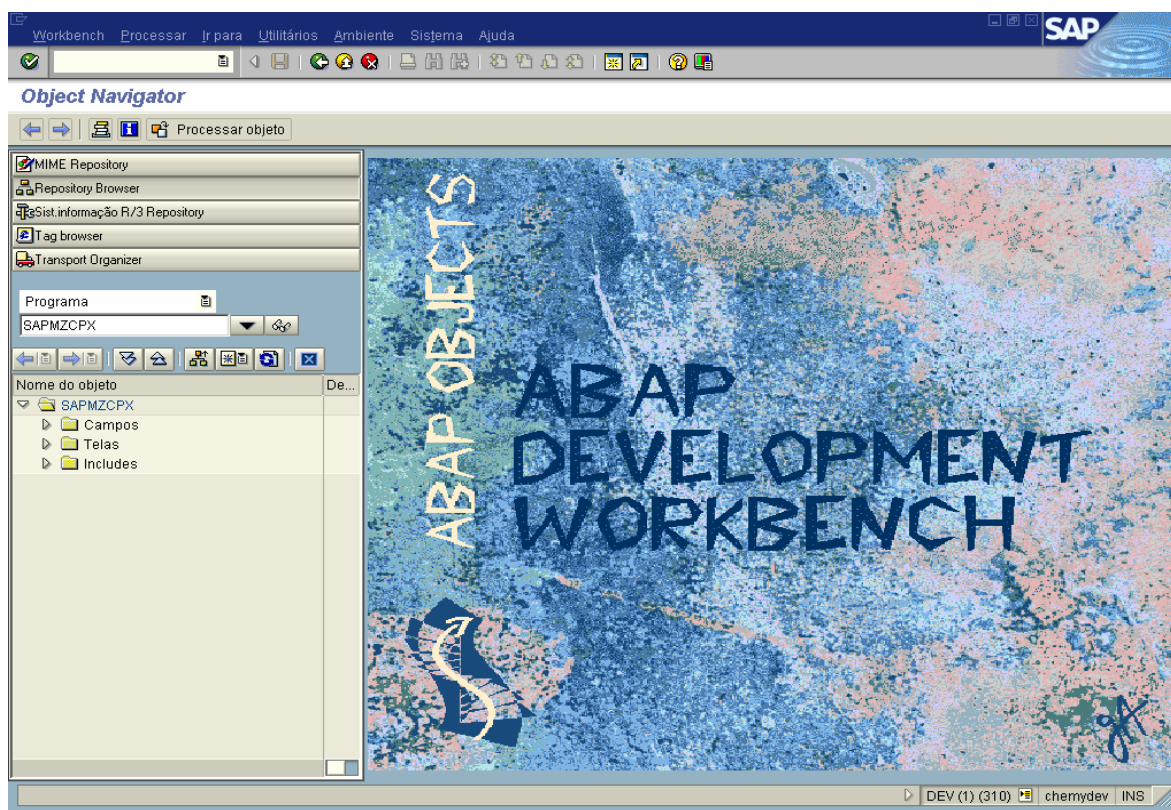 Workbench Processar Ir para Utilitários Ambiente Sistema Ajuda
SAP
Object Navigator
Processar objeto
MIME Repository
Repository Browser
Sist.informação R/3 Repository
Tag browser
Transport Organizer
Programa
SAPMZCPX
Nome do objeto De...
SAPMZCPX
Campos
Telas
Includes
ABAP OBJECTS
ABAP
DEVELOPMENT
WORKBENCH
DEV (1) (310) chemydev INS